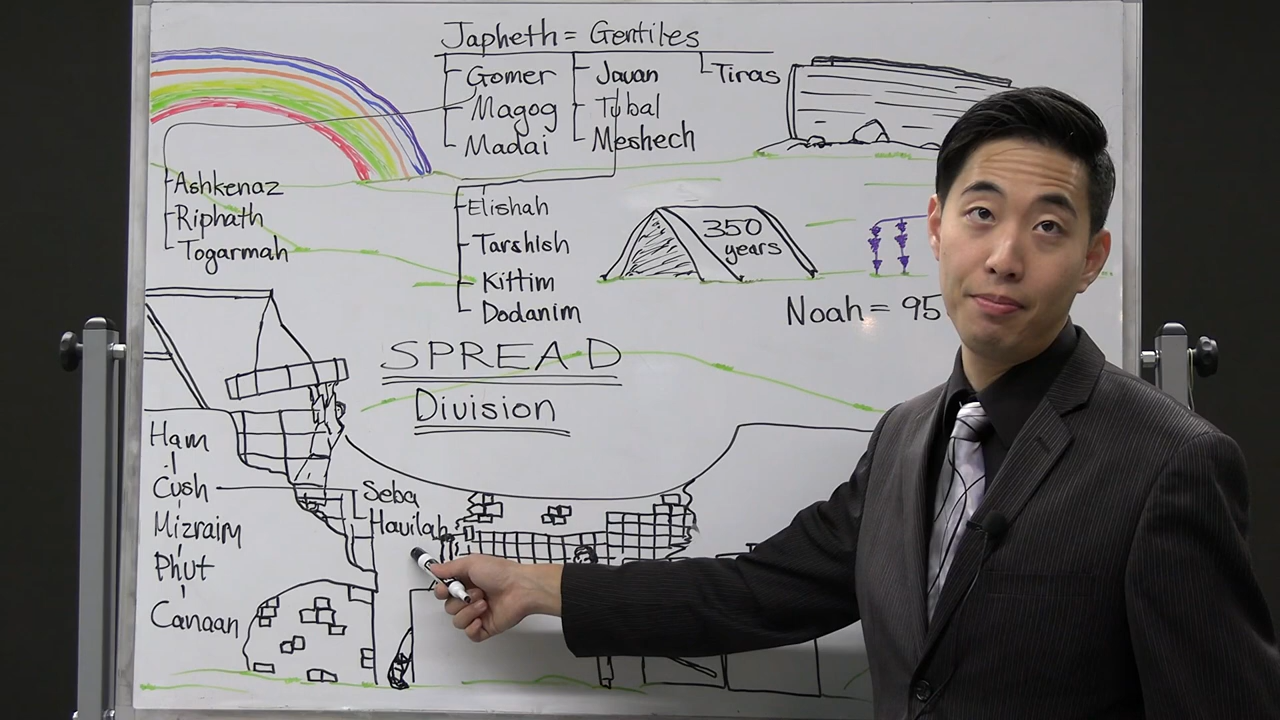 Japheth = Gentiles
Gomer
Magog
Madai
Javan
Tubal
Meshech
Tiras
Ashkenaz
Riphath
Togarmah
Elishah
Tarshish
Kittim
Dodanim
350
years
Noah = 95
SPREAD
Division
Ham
Cush
Mizraim
Phut
Canaan
Seba
Havilah